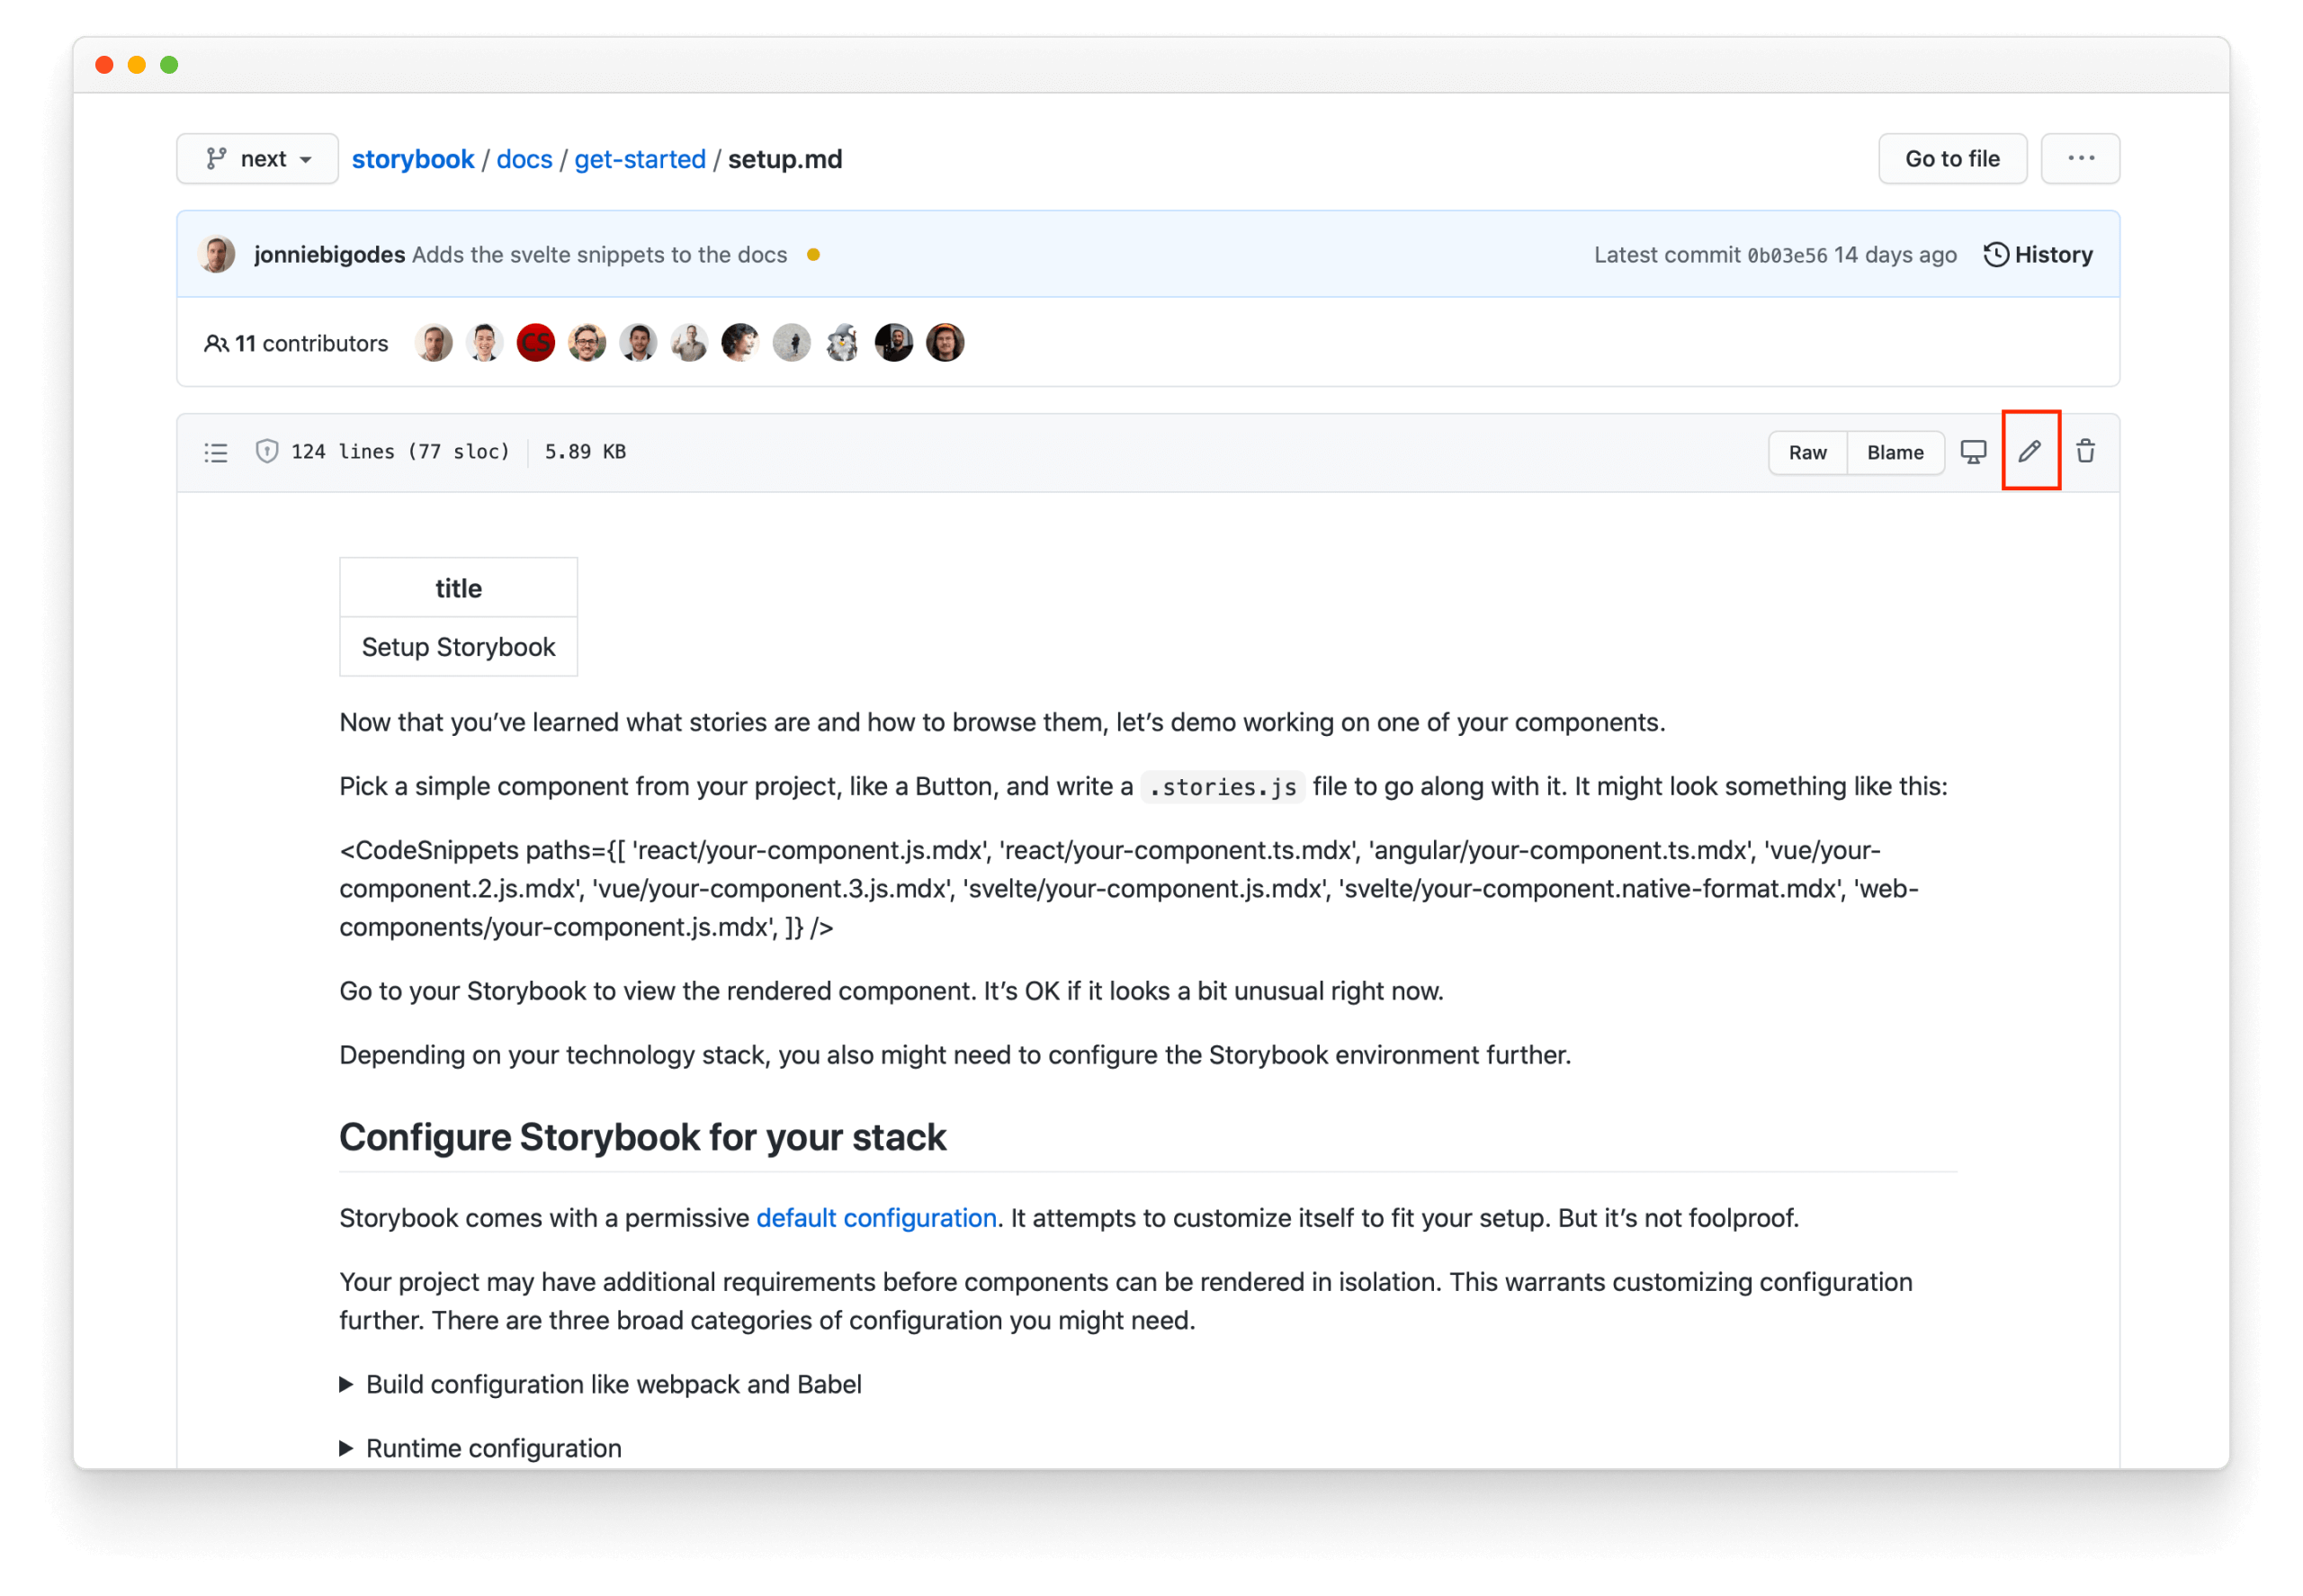 next storybook / docs / get-started / setup.md Go to file ...
jonniebigodes Adds the svelte snippets to the docs Latest commit 0b03e56 14 days ago History
11 contributors CS
124 lines (77 sloc) 5.89 KB Raw Blame
title
Setup Storybook
Now that you’ve learned what stories are and how to browse them, let’s demo working on one of your components.
Pick a simple component from your project, like a Button, and write a .stories.js file to go along with it. It might look something like this:
<CodeSnippets paths={[ 'react/your-component.js.mdx', 'react/your-component.ts.mdx', 'angular/your-component.ts.mdx', 'vue/your-
component.2.js.mdx', 'vue/your-component.3.js.mdx', 'svelte/your-component.js.mdx', 'svelte/your-component.native-format.mdx', 'web-
components/your-component.js.mdx', ]} />
Go to your Storybook to view the rendered component. It’s OK if it looks a bit unusual right now.
Depending on your technology stack, you also might need to configure the Storybook environment further.
Configure Storybook for your stack
Storybook comes with a permissive default configuration. It attempts to customize itself to fit your setup. But it’s not foolproof.
Your project may have additional requirements before components can be rendered in isolation. This warrants customizing configuration
further. There are three broad categories of configuration you might need.
Build configuration like webpack and Babel
Runtime configuration